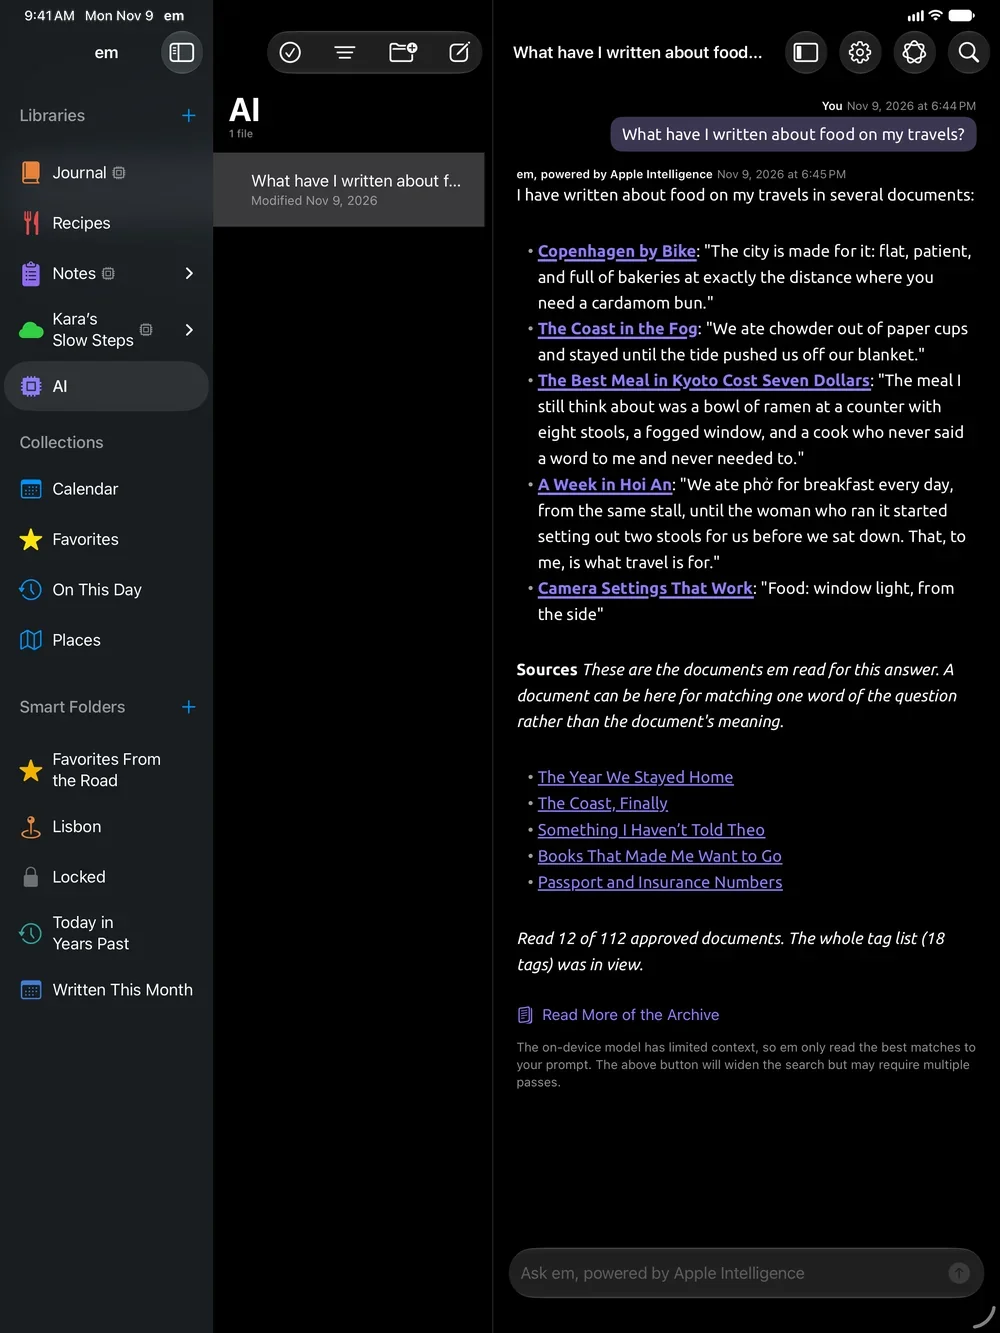 9:41 AM Mon Nov 9 em
em
Libraries
Journal
Recipes
Notes
Kara's
Slow Steps
AI
Collections
Calendar
Favorites
On This Day
Places
Smart Folders
Favorites From
the Road
Lisbon
Locked
Today in
Years Past
Written This Month
AI
1 file
What have I written about f...
Modified Nov 9, 2026
What have I written about food...
You Nov 9, 2026 at 6:44 PM
What have I written about food on my travels?
em, powered by Apple Intelligence Nov 9, 2026 at 6:45 PM
I have written about food on my travels in several documents:
• Copenhagen by Bike: "The city is made for it: flat, patient,
and full of bakeries at exactly the distance where you
need a cardamom bun."
• The Coast in the Fog: "We ate chowder out of paper cups
and stayed until the tide pushed us off our blanket."
• The Best Meal in Kyoto Cost Seven Dollars: "The meal I
still think about was a bowl of ramen at a counter with
eight stools, a fogged window, and a cook who never said
a word to me and never needed to."
• A Week in Hoi An: "We ate phở for breakfast every day,
from the same stall, until the woman who ran it started
setting out two stools for us before we sat down. That, to
me, is what travel is for."
• Camera Settings That Work: "Food: window light, from
the side"
Sources These are the documents em read for this answer. A
document can be here for matching one word of the question
rather than the document's meaning.
• The Year We Stayed Home
• The Coast, Finally
• Something I Haven't Told Theo
• Books That Made Me Want to Go
• Passport and Insurance Numbers
Read 12 of 112 approved documents. The whole tag list (18
tags) was in view.
Read More of the Archive
The on-device model has limited context, so em only read the best matches to
your prompt. The above button will widen the search but may require multiple
passes.
Ask em, powered by Apple Intelligence